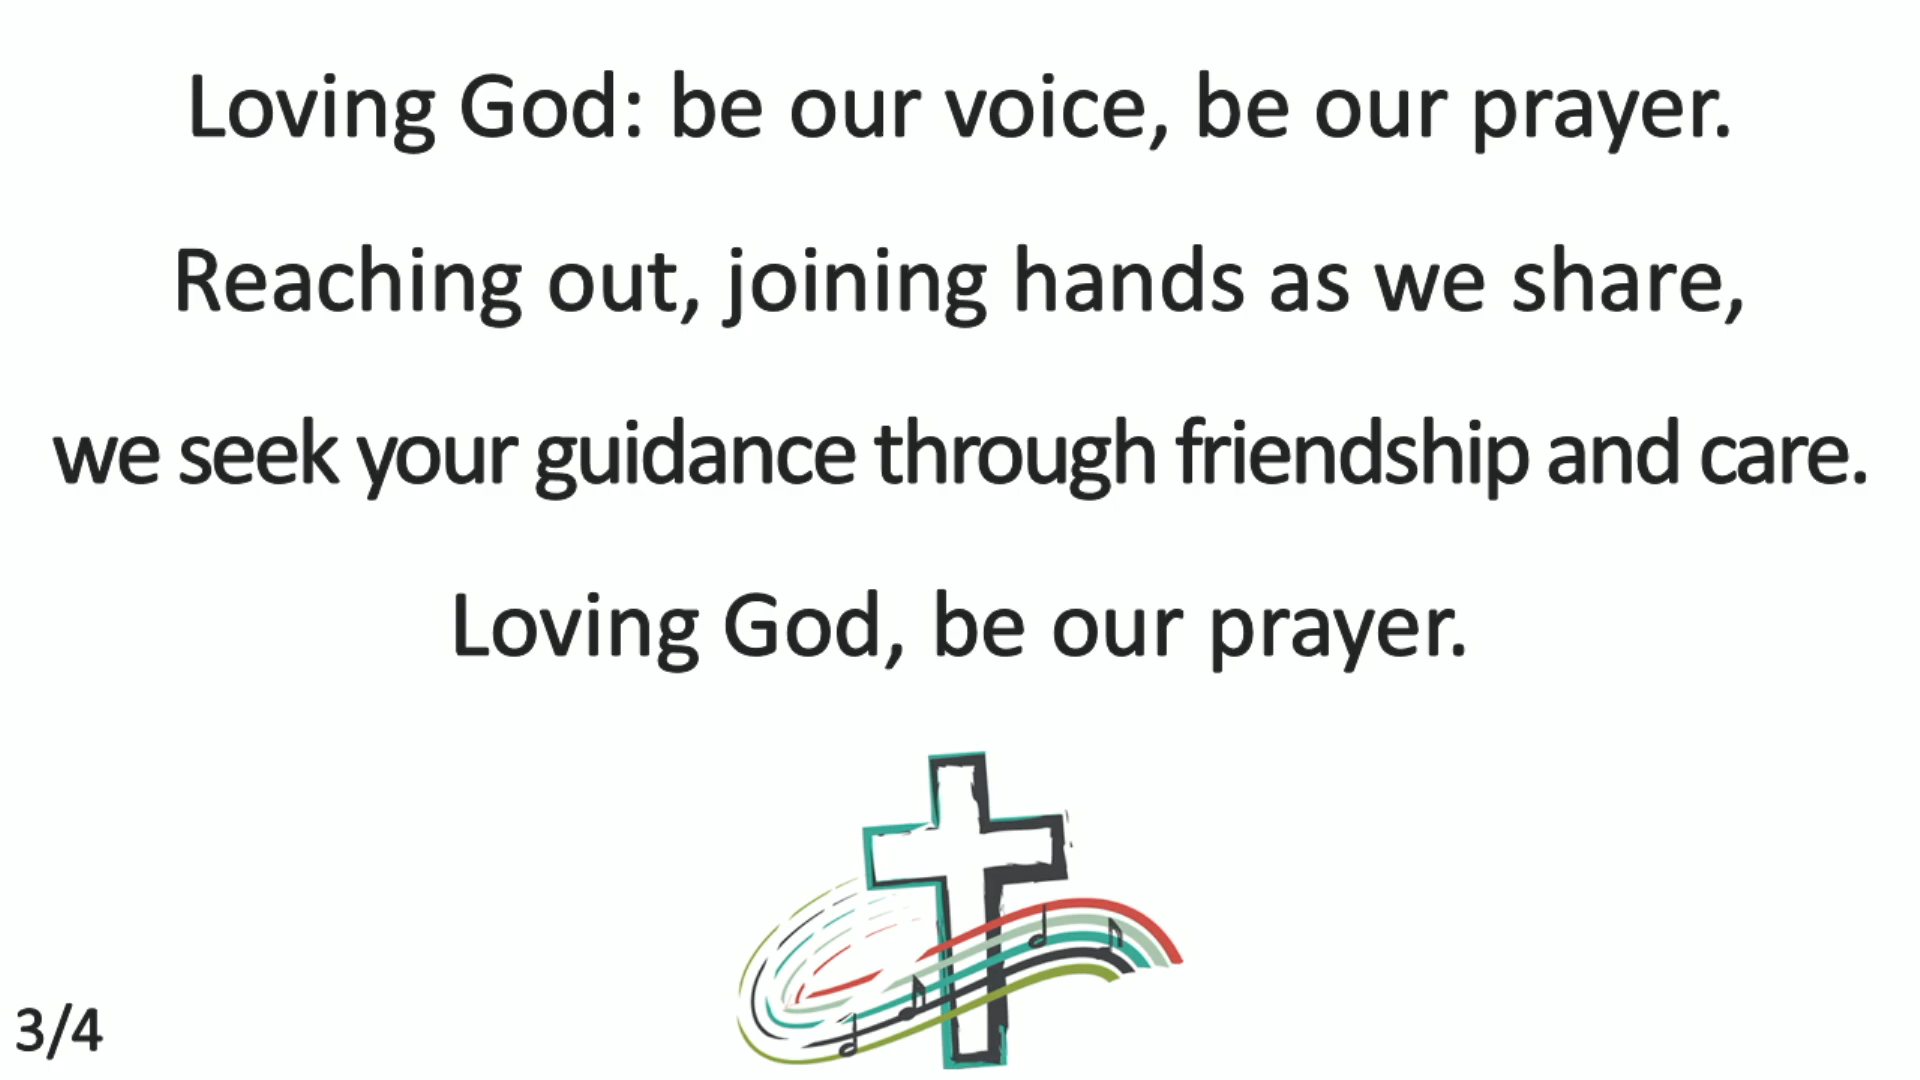 Loving God: be our voice, be our prayer.
Reaching out, joining hands as we share,
we seek your guidance through friendship and care.
Loving God, be our prayer.
3/4